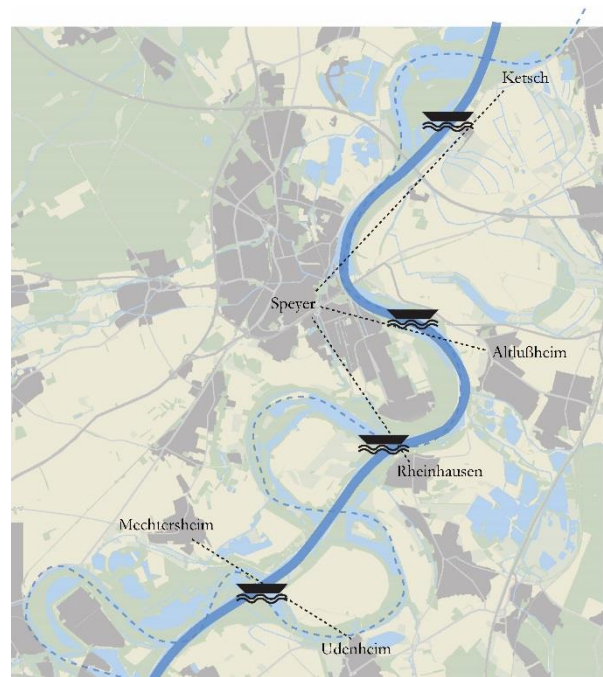 Ketsch
Speyer
Altlußheim
Rheinhausen
Mechtersheim
Udenheim